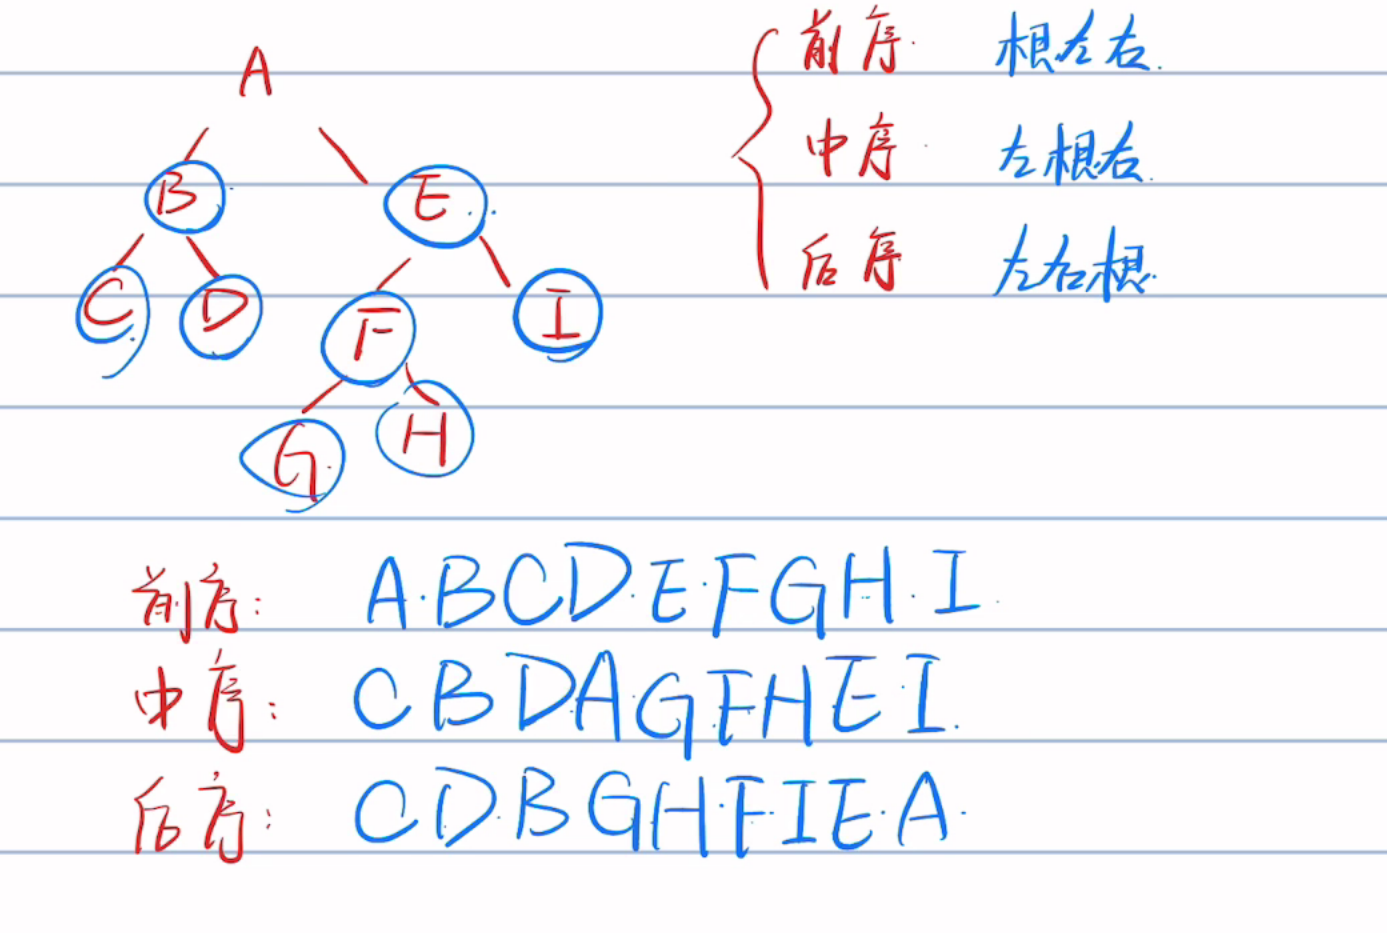 A
B E
C D F I
G H
前序 根左右
中序 左根右
后序 左右根
前序: ABCDEFGHI
中序: CBDAGFHEI
后序: CDBGHFIEA